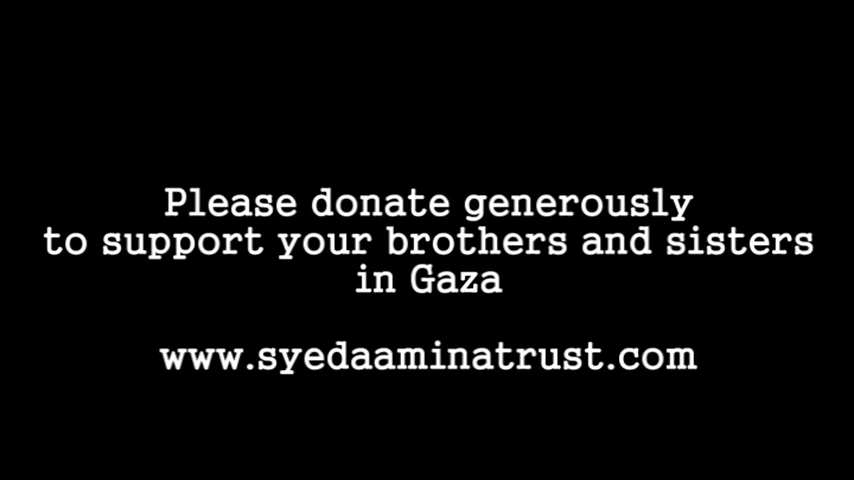 Please donate generously
to support your brothers and sisters
in Gaza
www.syedaaminatrust.com